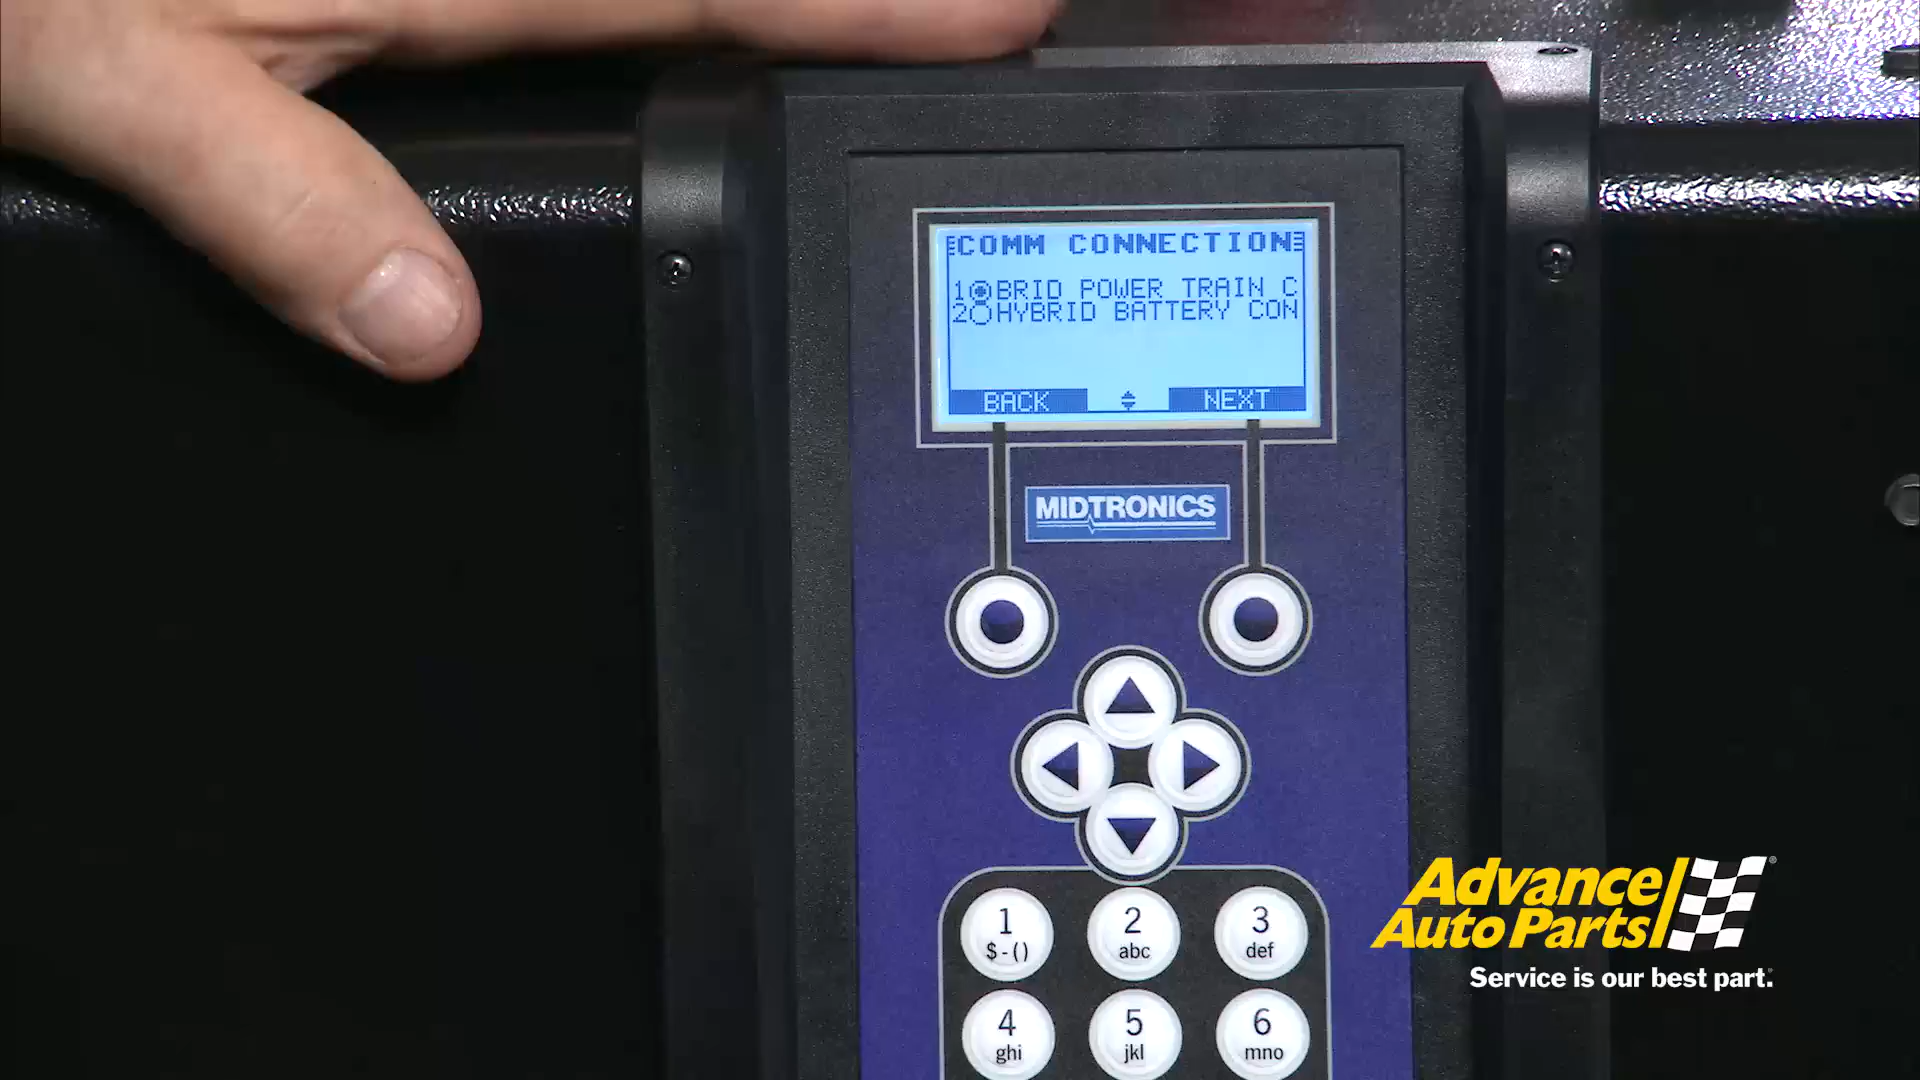 COMM CONNECTION
1 BRID POWER TRAIN C
2 HYBRID BATTERY CON
BACK NEXT
MIDTRONICS
1 2 3
$-() abc def
4 5 6
ghi jkl mno
Advance
Auto Parts
Service is our best part.